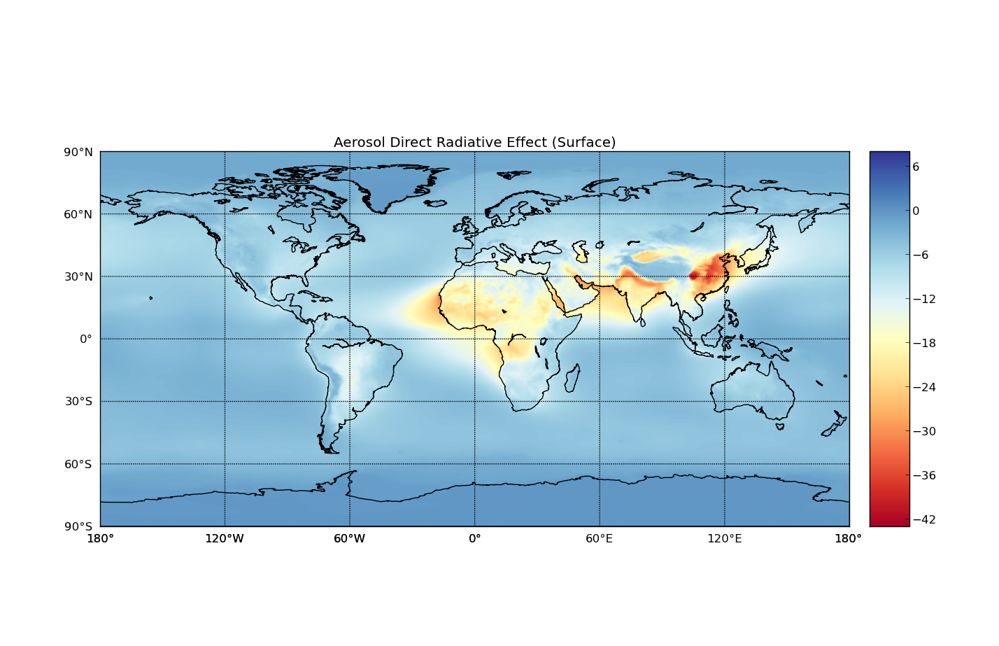 Aerosol Direct Radiative Effect (Surface)
90°N
60°N
30°N
0°
30°S
60°S
90°S
180° 120°W 60°W 0° 60°E 120°E 180°
6
0
−6
−12
−18
−24
−30
−36
−42